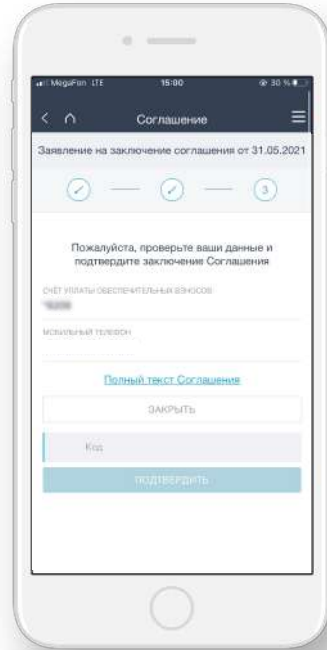 MegaFon LTE 15:00 30 %
Соглашение
Заявление на заключение соглашения от 31.05.2021
3
Пожалуйста, проверьте ваши данные и
подтвердите заключение Соглашения
СЧЁТ УПЛАТЫ ОБЕСПЕЧИТЕЛЬНЫХ ВЗНОСОВ
МОБИЛЬНЫЙ ТЕЛЕФОН
Полный текст Соглашения
ЗАКРЫТЬ
Код
ПОДТВЕРДИТЬ